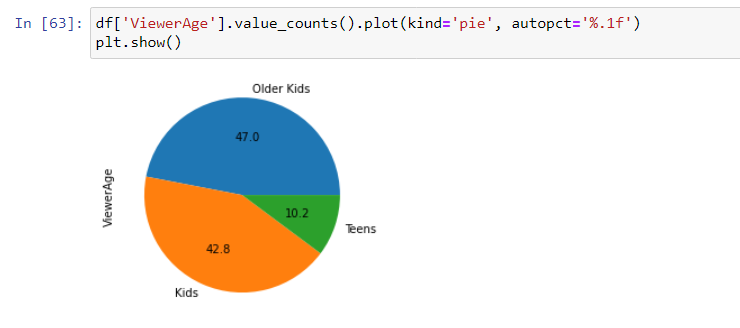 In [63]: df['ViewerAge'].value_counts().plot(kind='pie', autopct='%.1f')
plt.show()
Older Kids
47.0
ViewerAge
10.2
Teens
42.8
Kids